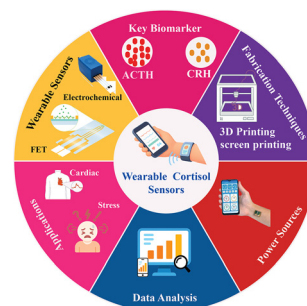 Key Biomarker
ACTH
CRH
Wearable Sensors
Electrochemical
FET
Fabrication Techniques
3D Printing
screen printing
Wearable Cortisol
Sensors
Applications
Cardiac
Stress
Power Sources
Data Analysis